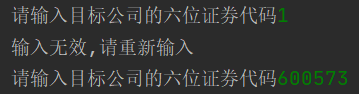 请输入目标公司的六位证券代码1
输入无效,请重新输入
请输入目标公司的六位证券代码600573